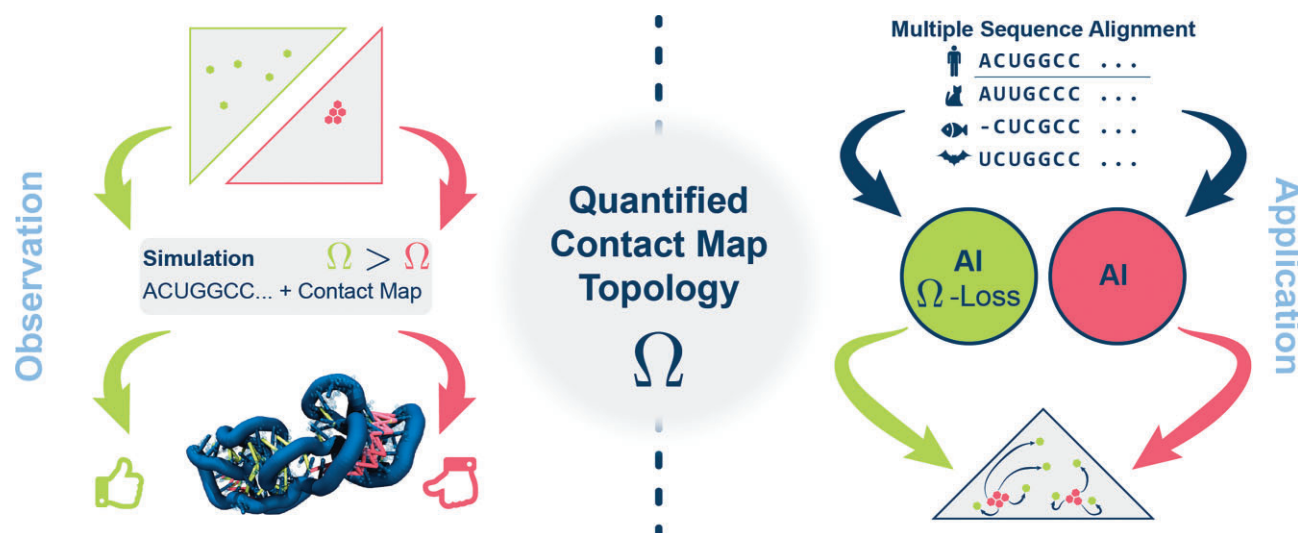 Observation
Simulation Ω > Ω
ACUGGCC... + Contact Map
Quantified
Contact Map
Topology
Ω
Multiple Sequence Alignment
ACUGGCC ...
AUUGCCC ...
-CUCGCC ...
UCUGGCC ...
AI
Ω-Loss
AI
Application